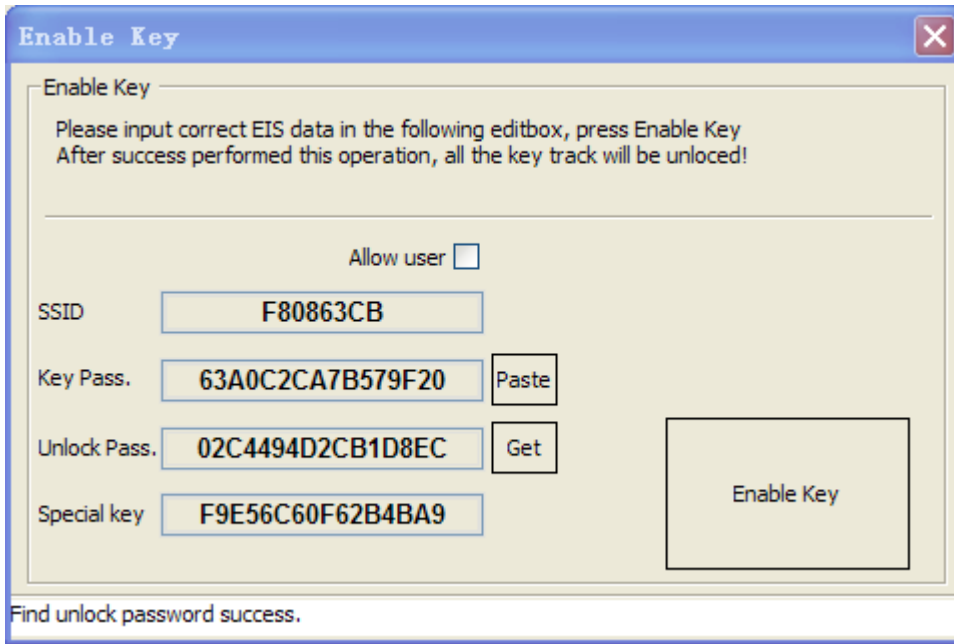 Enable Key
Enable Key
Please input correct EIS data in the following editbox, press Enable Key
After success performed this operation, all the key track will be unloced!
Allow user
SSID F80863CB
Key Pass. 63A0C2CA7B579F20 Paste
Unlock Pass. 02C4494D2CB1D8EC Get
Special key F9E56C60F62B4BA9
Enable Key
Find unlock password success.